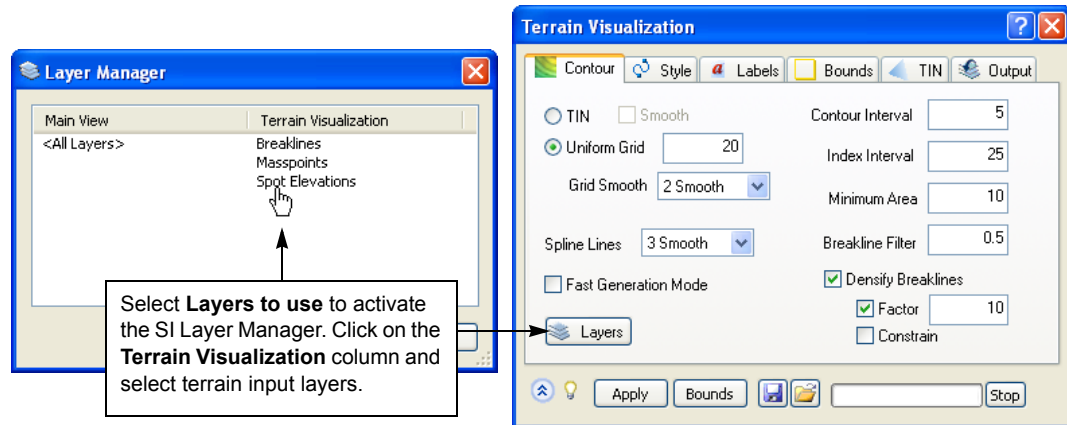 Layer Manager
Main View Terrain Visualization
<All Layers> Breaklines
Masspoints
Spot Elevations
Select Layers to use to activate
the SI Layer Manager. Click on the
Terrain Visualization column and
select terrain input layers.
Terrain Visualization
Contour Style a Labels Bounds TIN Output
TIN Smooth Contour Interval 5
Uniform Grid 20 Index Interval 25
Grid Smooth 2 Smooth Minimum Area 10
Spline Lines 3 Smooth Breakline Filter 0.5
Fast Generation Mode Densify Breaklines
Factor 10
Layers Constrain
Apply Bounds Stop